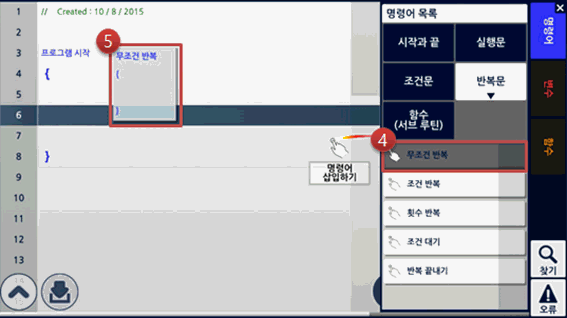 1 // Created : 10 / 8 / 2015
2
3 프로그램 시작
4 {
5
6
7
8 }
9
10
11
12
13
5
무조건 반복
{
}
명령어
삽입하기
명령어 목록
시작과 끝 실행문
조건문 반복문
함수
(서브 루틴)
4
무조건 반복
조건 반복
횟수 반복
조건 대기
반복 끝내기
명령어
변수
함수
찾기
오류